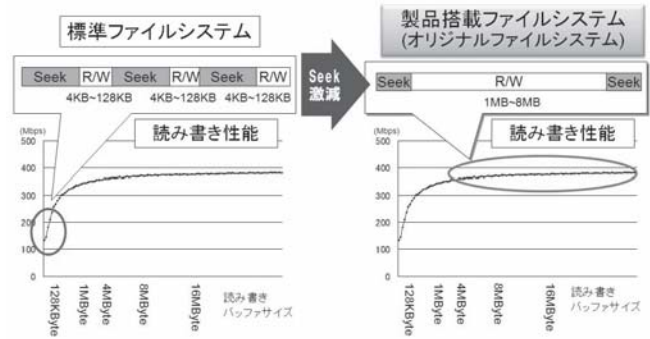 標準ファイルシステム
Seek R/W Seek R/W Seek R/W
4KB~128KB 4KB~128KB 4KB~128KB
(Mbps)
読み書き性能
500
400
300
200
100
0
128KByte
1MByte
4MByte
8MByte
16MByte
読み書き
バッファサイズ
Seek
激減
製品搭載ファイルシステム
(オリジナルファイルシステム)
Seek R/W Seek
1MB~8MB
(Mbps)
読み書き性能
500
400
300
200
100
0
128KByte
1MByte
4MByte
8MByte
16MByte
読み書き
バッファサイズ